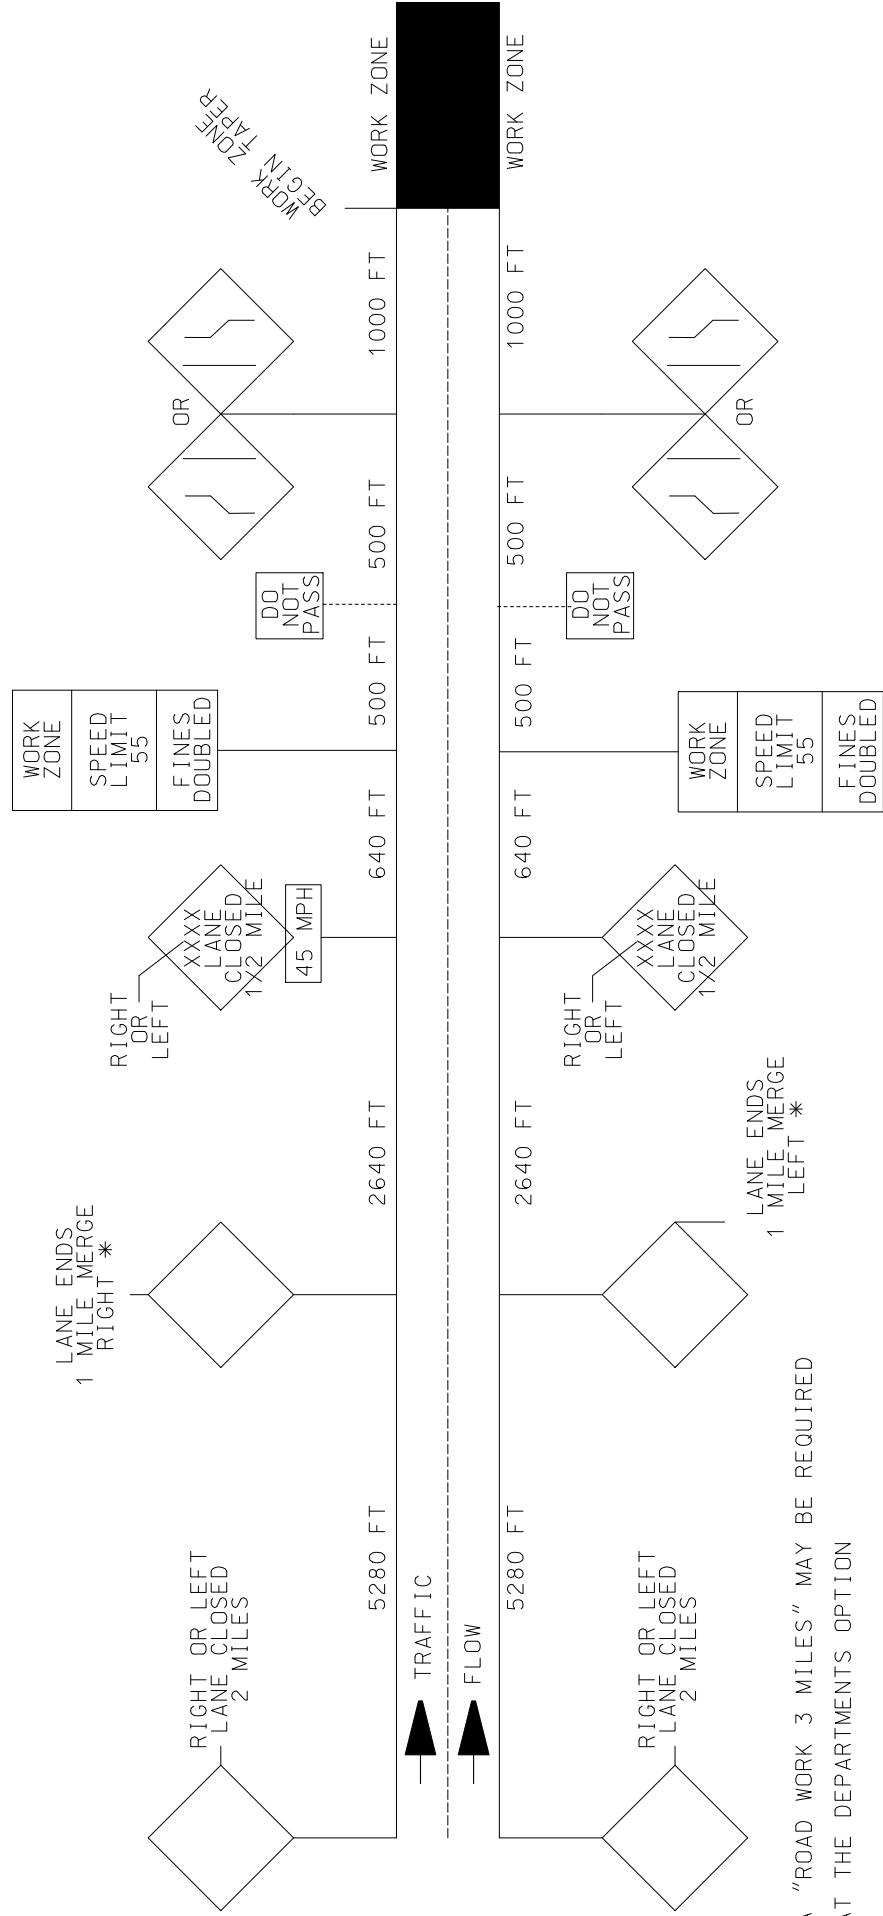 RIGHT OR LEFT
LANE CLOSED
2 MILES
LANE ENDS
1 MILE MERGE
RIGHT *
RIGHT
OR
LEFT
XXXX
LANE
CLOSED
1/2 MILE
45 MPH
WORK
ZONE
SPEED
LIMIT
55
FINES
DOUBLED
DO
NOT
PASS
OR
WORK ZONE
BEGIN TAPER
5280 FT
2640 FT
640 FT
500 FT
500 FT
1000 FT
WORK ZONE
TRAFFIC
FLOW
5280 FT
2640 FT
640 FT
500 FT
500 FT
1000 FT
WORK ZONE
RIGHT OR LEFT
LANE CLOSED
2 MILES
LANE ENDS
1 MILE MERGE
LEFT *
RIGHT
OR
LEFT
XXXX
LANE
CLOSED
1/2 MILE
WORK
ZONE
SPEED
LIMIT
55
FINES
DOUBLED
DO
NOT
PASS
OR
A "ROAD WORK 3 MILES" MAY BE REQUIRED
AT THE DEPARTMENTS OPTION